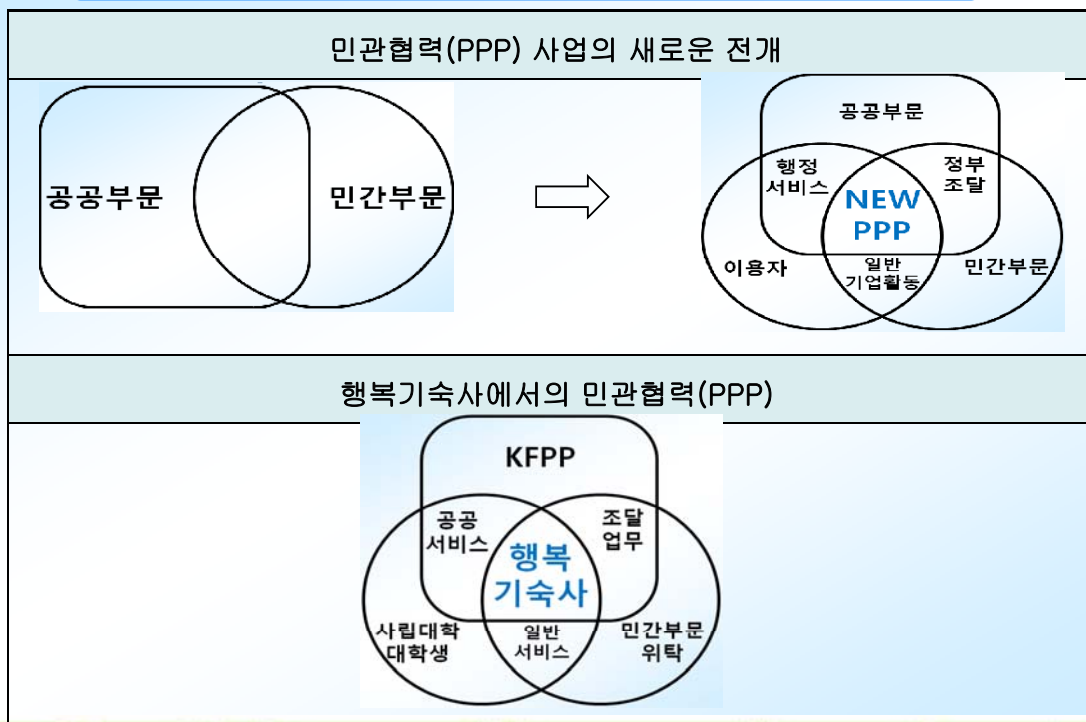 민관협력(PPP) 사업의 새로운 전개
공공부문
민간부문
공공부문
행정
서비스
정부
조달
NEW
PPP
이용자
일반
기업활동
민간부문
행복기숙사에서의 민관협력(PPP)
KFPP
공공
서비스
조달
업무
행복
기숙사
사립대학
대학생
일반
서비스
민간부문
위탁